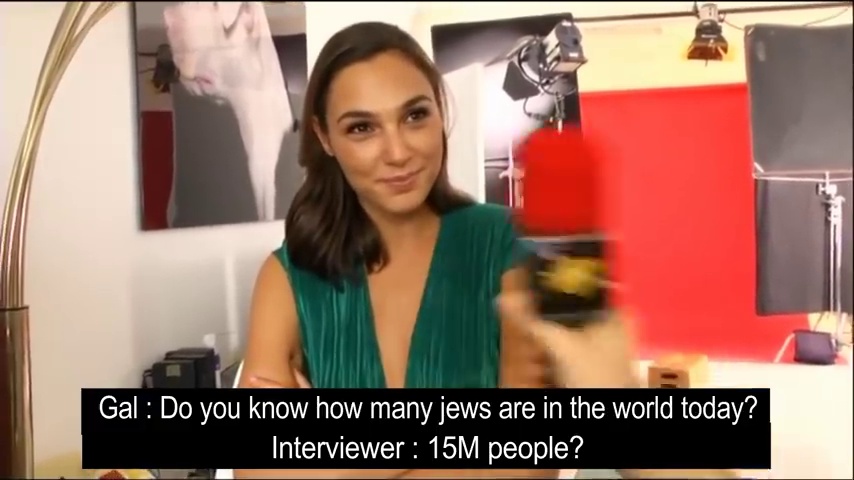 Gal : Do you know how many jews are in the world today?
Interviewer : 15M people?